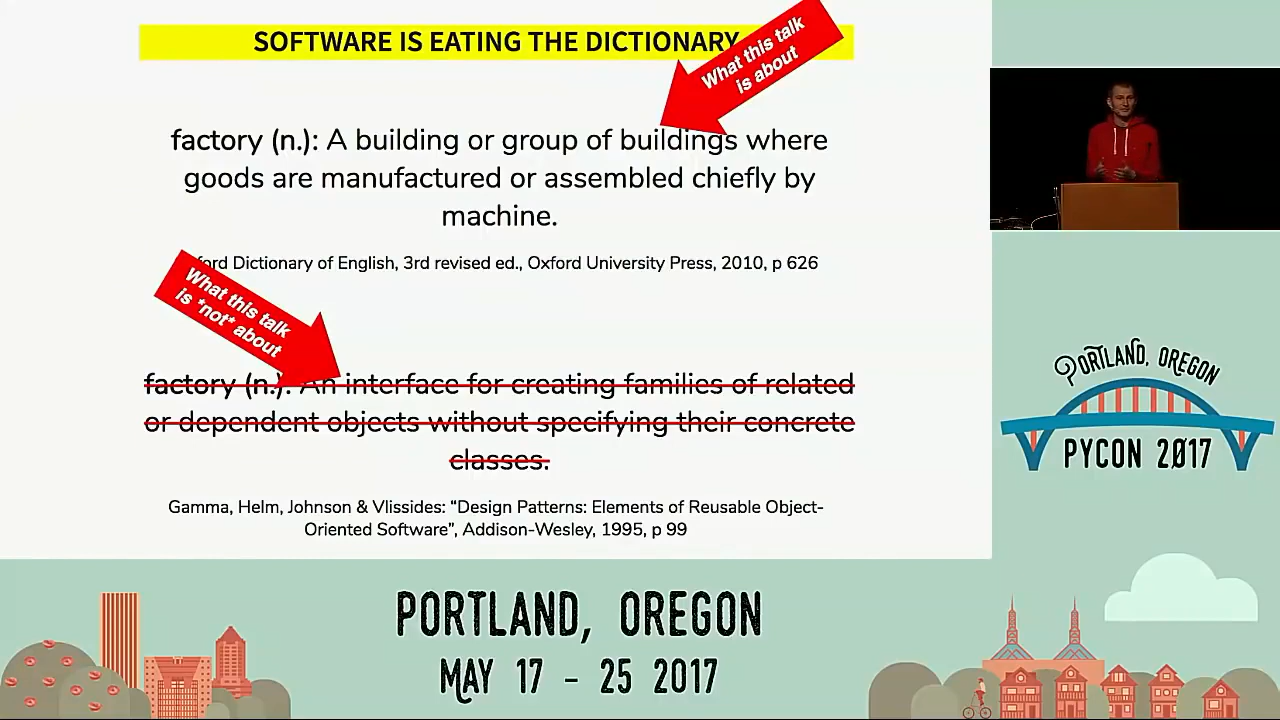 SOFTWARE IS EATING THE DICTIONARY
What this talk
is about
factory (n.): A building or group of buildings where
goods are manufactured or assembled chiefly by
machine.
Dictionary of English, 3rd revised ed., Oxford University Press, 2010, p 626
What this talk
is *not* about
factory (n.): An interface for creating families of related
or dependent objects without specifying their concrete
classes.
Gamma, Helm, Johnson & Vlissides: “Design Patterns: Elements of Reusable Object-
Oriented Software”, Addison-Wesley, 1995, p 99
PORTLAND, OREGON
PYCON 2017
PORTLAND, OREGON
MAY 17 - 25 2017